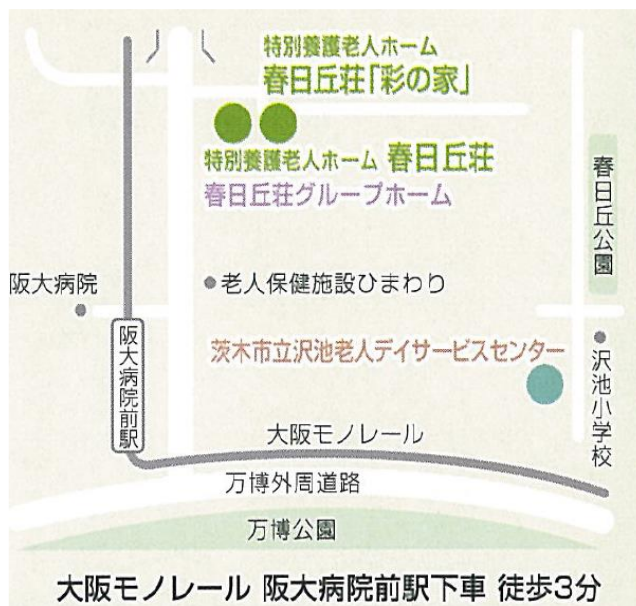 特別養護老人ホーム
春日丘荘「彩の家」
特別養護老人ホーム 春日丘荘
春日丘荘グループホーム
春日丘公園
阪大病院
老人保健施設ひまわり
阪大病院前駅
茨木市立沢池老人デイサービスセンター
沢池小学校
大阪モノレール
万博外周道路
万博公園
大阪モノレール 阪大病院前駅下車 徒歩3分